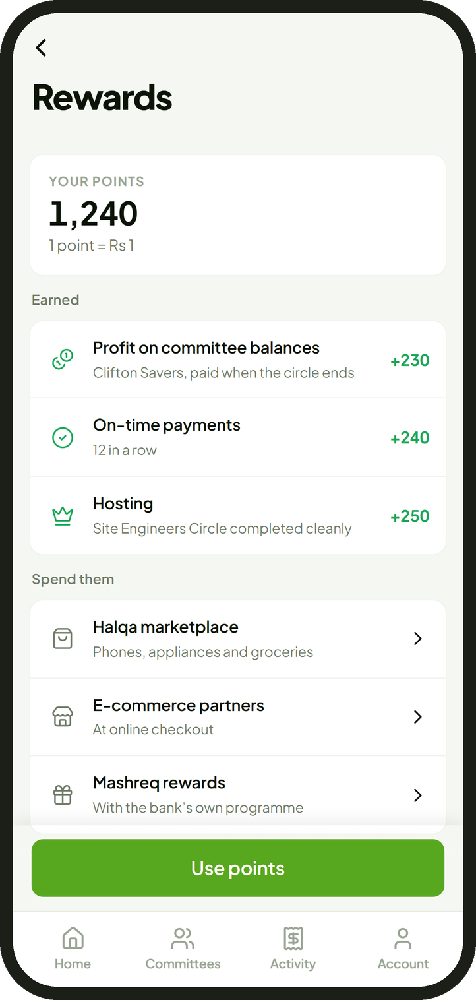 Rewards
YOUR POINTS
1,240
1 point = Rs 1
Earned
Profit on committee balances
Clifton Savers, paid when the circle ends
+230
On-time payments
12 in a row
+240
Hosting
Site Engineers Circle completed cleanly
+250
Spend them
Halqa marketplace
Phones, appliances and groceries
E-commerce partners
At online checkout
Mashreq rewards
With the bank’s own programme
Use points
Home
Committees
Activity
Account